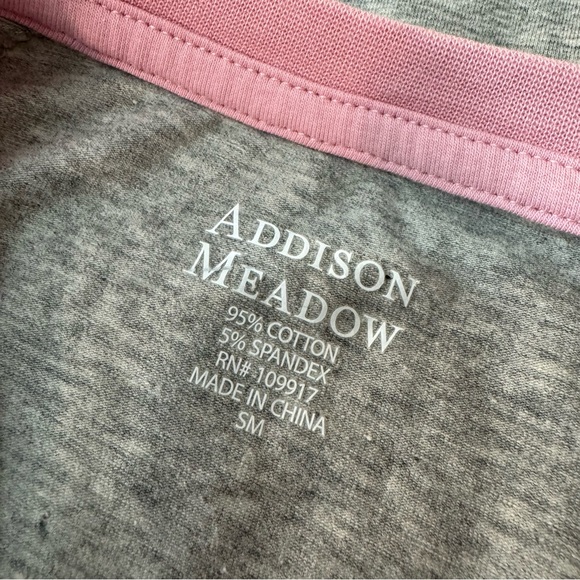 ADDISON
MEADOW
95% COTTON
5% SPANDEX
RN# 109917
MADE IN CHINA
SM